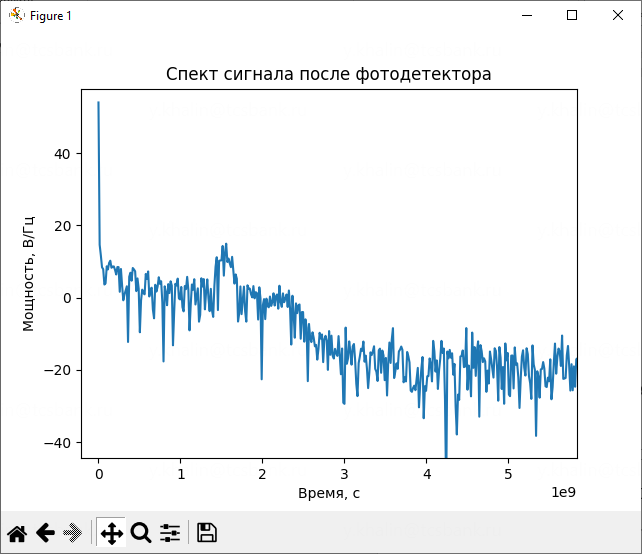 Figure 1
Спект сигнала после фотодетектора
Мощность, В/Гц
40
20
0
−20
−40
0 1 2 3 4 5
1e9
Время, с